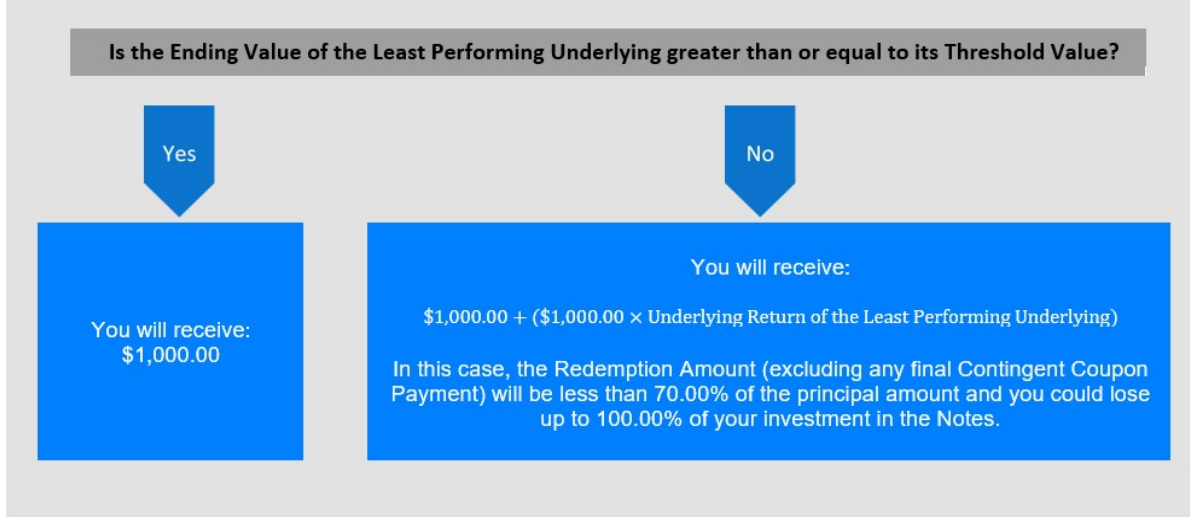 Is the Ending Value of the Least Performing Underlying greater than or equal to its Threshold Value?
Yes
No
You will receive:
$1,000.00
You will receive:
$1,000.00 + ($1,000.00 × Underlying Return of the Least Performing Underlying)
In this case, the Redemption Amount (excluding any final Contingent Coupon
Payment) will be less than 70.00% of the principal amount and you could lose
up to 100.00% of your investment in the Notes.